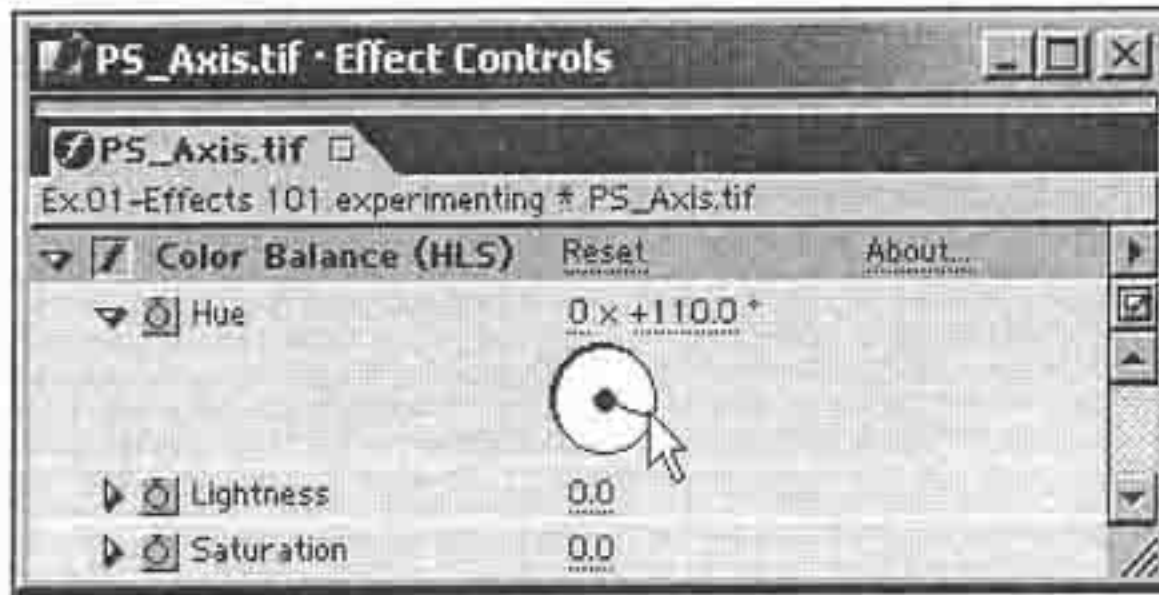 PS_Axis.tif · Effect Controls
PS_Axis.tif
Ex.01-Effects 101 experimenting * PS_Axis.tif
Color Balance (HLS) Reset About...
Hue 0 x +110.0 °
Lightness 0.0
Saturation 0.0